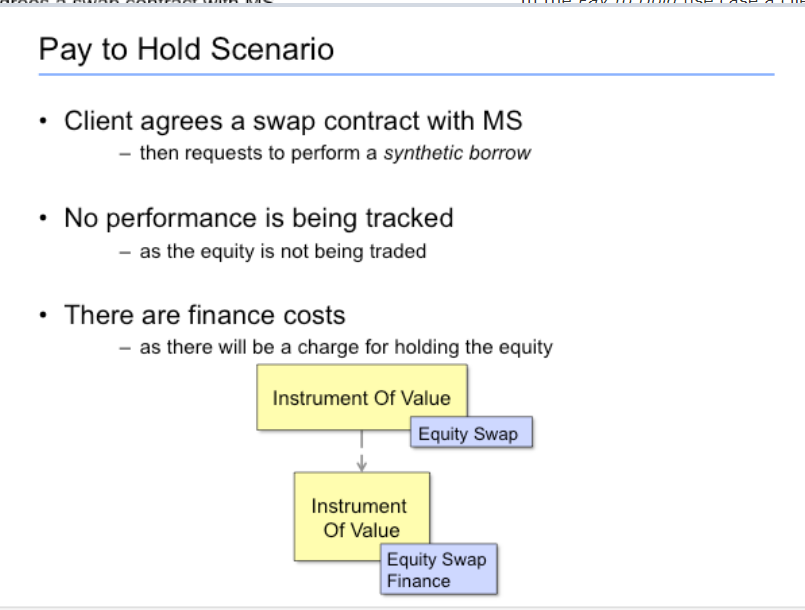 Pay to Hold Scenario
• Client agrees a swap contract with MS
– then requests to perform a synthetic borrow
• No performance is being tracked
– as the equity is not being traded
• There are finance costs
– as there will be a charge for holding the equity
Instrument Of Value
Equity Swap
Instrument
Of Value
Equity Swap
Finance